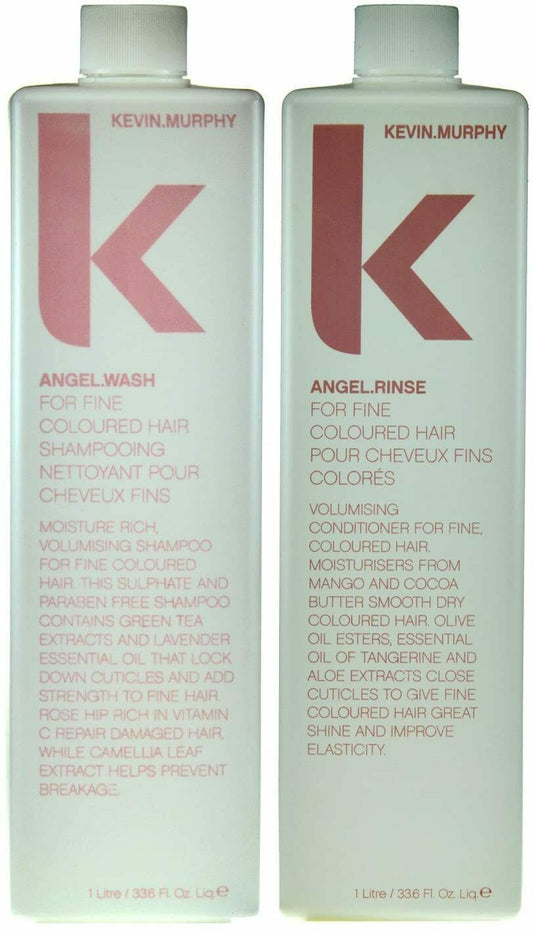 KEVIN.MURPHY
k
ANGEL.WASH
FOR FINE
COLOURED HAIR
SHAMPOOING
NETTOYANT POUR
CHEVEUX FINS
MOISTURE RICH,
VOLUMISING SHAMPOO
FOR FINE COLOURED
HAIR. THIS SULPHATE AND
PARABEN FREE SHAMPOO
CONTAINS GREEN TEA
EXTRACTS AND LAVENDER
ESSENTIAL OIL THAT LOCK
DOWN CUTICLES AND ADD
STRENGTH TO FINE HAIR.
ROSE HIP RICH IN VITAMIN
C REPAIR DAMAGED HAIR,
WHILE CAMELLIA LEAF
EXTRACT HELPS PREVENT
BREAKAGE.
1 Litre / 33.6 Fl. Oz. Liq.℮
KEVIN.MURPHY
k
ANGEL.RINSE
FOR FINE
COLOURED HAIR
POUR CHEVEUX FINS
COLORÉS
VOLUMISING
CONDITIONER FOR FINE,
COLOURED HAIR.
MOISTURISERS FROM
MANGO AND COCOA
BUTTER SMOOTH DRY
COLOURED HAIR. OLIVE
OIL ESTERS, ESSENTIAL
OIL OF TANGERINE AND
ALOE EXTRACTS CLOSE
CUTICLES TO GIVE FINE
COLOURED HAIR GREAT
SHINE AND IMPROVE
ELASTICITY.
1 Litre / 33.6 Fl. Oz. Liq.℮